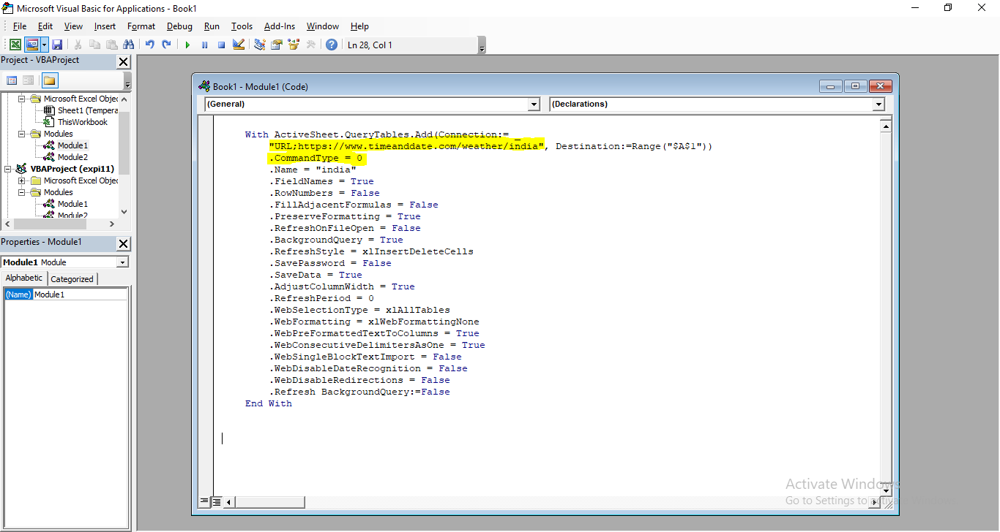 Microsoft Visual Basic for Applications - Book1
File Edit View Insert Format Debug Run Tools Add-Ins Window Help
Ln 28, Col 1
Project - VBAProject
Microsoft Excel Objec
Sheet1 (Tempera
ThisWorkbook
Modules
Module1
Module2
VBAProject (expi11)
Microsoft Excel Objec
Modules
Module1
Module2
Properties - Module1
Module1 Module
Alphabetic Categorized
(Name) Module1
Book1 - Module1 (Code)
(General) (Declarations)
With ActiveSheet.QueryTables.Add(Connection:= _
"URL;https://www.timeanddate.com/weather/india", Destination:=Range("$A$1"))
.CommandType = 0
.Name = "india"
.FieldNames = True
.RowNumbers = False
.FillAdjacentFormulas = False
.PreserveFormatting = True
.RefreshOnFileOpen = False
.BackgroundQuery = True
.RefreshStyle = xlInsertDeleteCells
.SavePassword = False
.SaveData = True
.AdjustColumnWidth = True
.RefreshPeriod = 0
.WebSelectionType = xlAllTables
.WebFormatting = xlWebFormattingNone
.WebPreFormattedTextToColumns = True
.WebConsecutiveDelimitersAsOne = True
.WebSingleBlockTextImport = False
.WebDisableDateRecognition = False
.WebDisableRedirections = False
.Refresh BackgroundQuery:=False
End With
Activate Windows
Go to Settings to activate